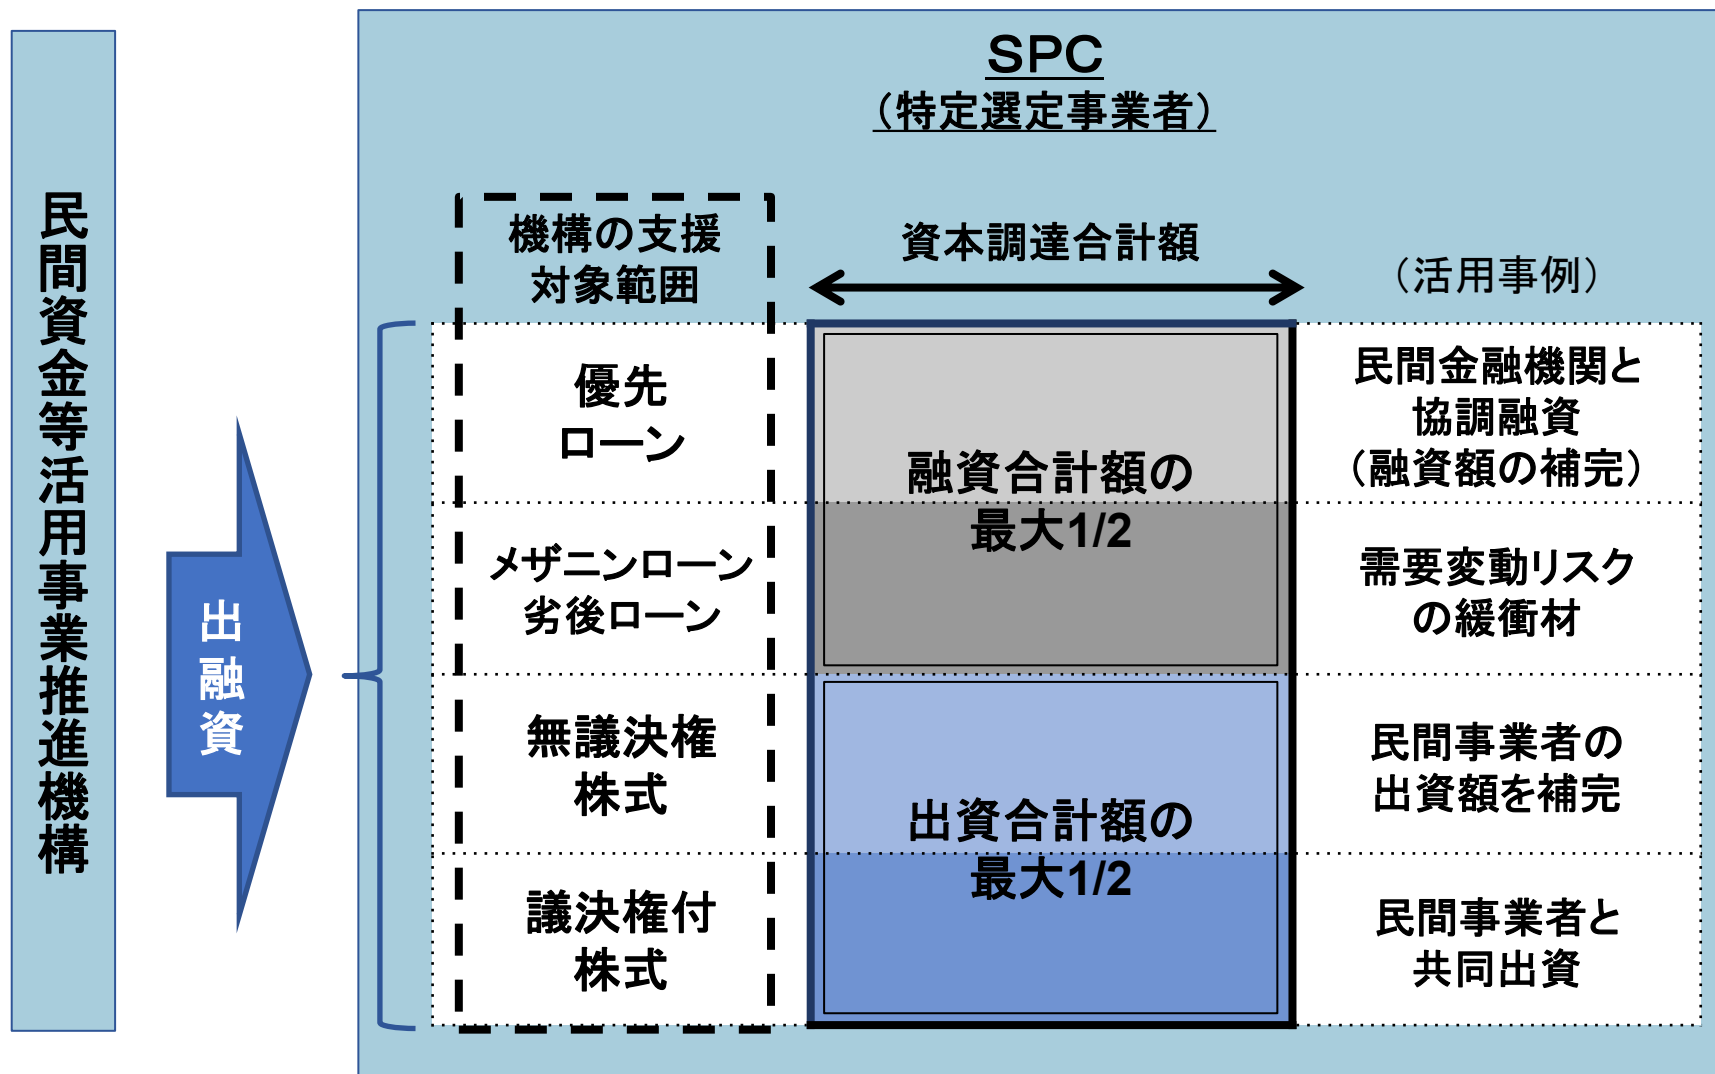 民間資金等活用事業推進機構
出融資
SPC
（特定選定事業者）
機構の支援
対象範囲
資本調達合計額
（活用事例）
優先
ローン
融資合計額の
最大1/2
民間金融機関と
協調融資
（融資額の補完）
メザニンローン
劣後ローン
需要変動リスク
の緩衝材
無議決権
株式
出資合計額の
最大1/2
民間事業者の
出資額を補完
議決権付
株式
民間事業者と
共同出資